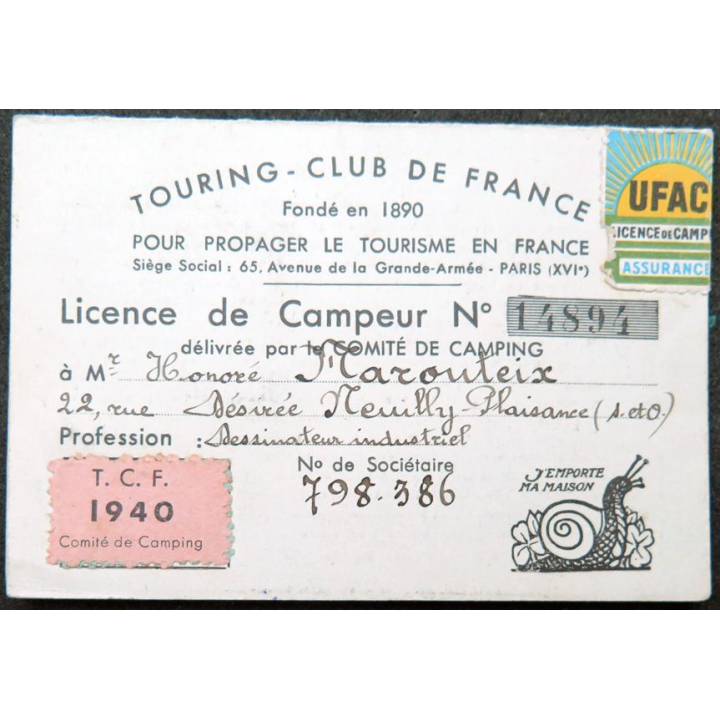 TOURING-CLUB DE FRANCE
Fondé en 1890
POUR PROPAGER LE TOURISME EN FRANCE
Siège Social : 65, Avenue de la Grande-Armée - PARIS (XVIᵉ)
UFAC
LICENCE DE CAMP
ASSURANCE
Licence de Campeur N° 14894
délivrée par le COMITÉ DE CAMPING
à Mr Honoré Marouteix
22, rue Désirée Neuilly-Plaisance (S. et O.)
Profession : Dessinateur industriel
N° de Sociétaire
798.386
T. C. F.
1940
Comité de Camping
J'EMPORTE
MA MAISON